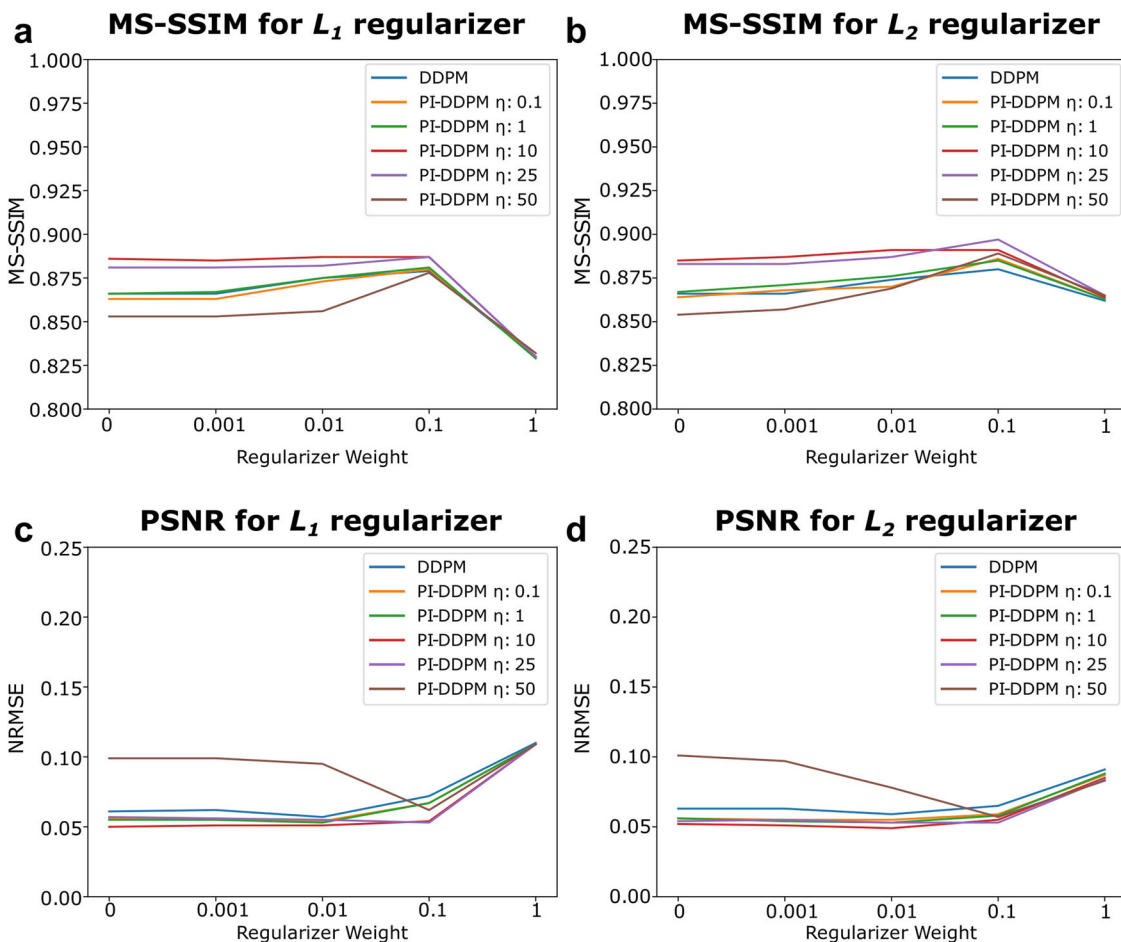 a
MS-SSIM for L₁ regularizer
1.000
0.975
0.950
0.925
0.900
0.875
0.850
0.825
0.800
MS-SSIM
DDPM
PI-DDPM η: 0.1
PI-DDPM η: 1
PI-DDPM η: 10
PI-DDPM η: 25
PI-DDPM η: 50
0 0.001 0.01 0.1 1
Regularizer Weight
b
MS-SSIM for L₂ regularizer
1.000
0.975
0.950
0.925
0.900
0.875
0.850
0.825
0.800
MS-SSIM
DDPM
PI-DDPM η: 0.1
PI-DDPM η: 1
PI-DDPM η: 10
PI-DDPM η: 25
PI-DDPM η: 50
0 0.001 0.01 0.1 1
Regularizer Weight
c
PSNR for L₁ regularizer
0.25
0.20
0.15
0.10
0.05
0.00
NRMSE
DDPM
PI-DDPM η: 0.1
PI-DDPM η: 1
PI-DDPM η: 10
PI-DDPM η: 25
PI-DDPM η: 50
0 0.001 0.01 0.1 1
Regularizer Weight
d
PSNR for L₂ regularizer
0.25
0.20
0.15
0.10
0.05
0.00
NRMSE
DDPM
PI-DDPM η: 0.1
PI-DDPM η: 1
PI-DDPM η: 10
PI-DDPM η: 25
PI-DDPM η: 50
0 0.001 0.01 0.1 1
Regularizer Weight